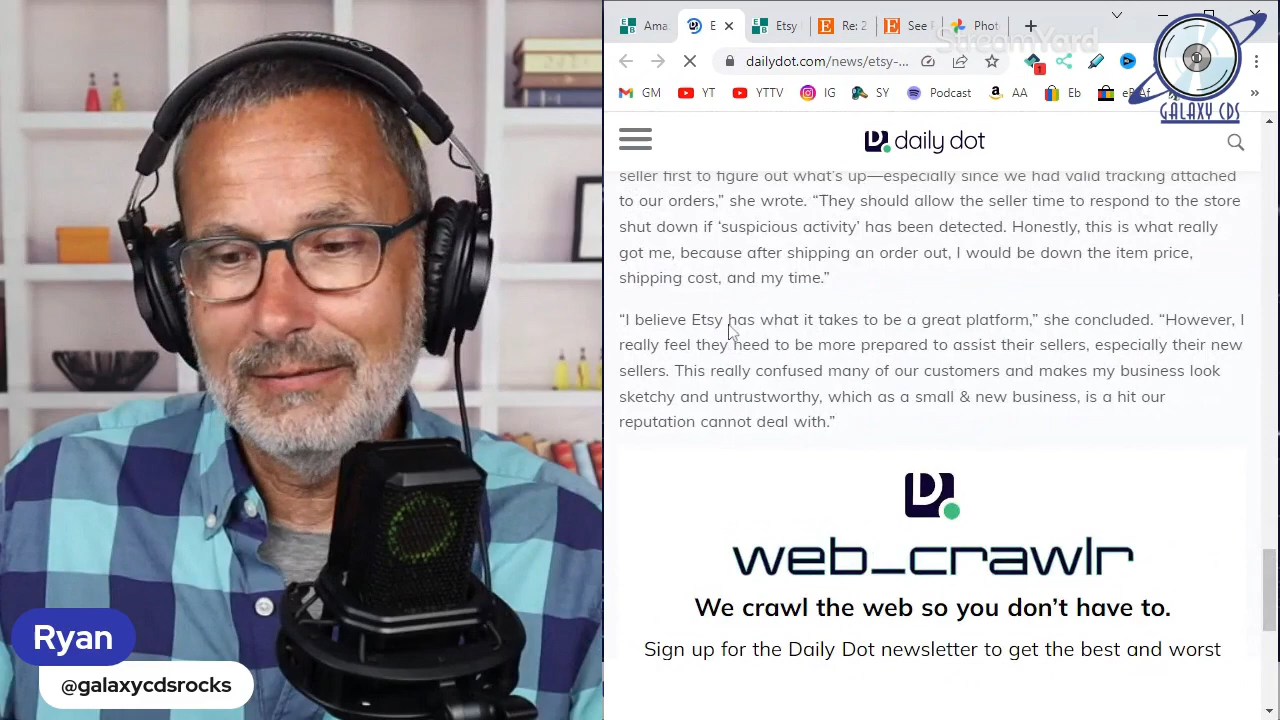 Ama
E
Etsy
Re: 2
See F
Phot
StreamYard
dailydot.com/news/etsy-...
1
GM
YT
YTTV
IG
SY
Podcast
AA
Eb
GALAXY CDS
daily dot
seller first to figure out what’s up—especially since we had valid tracking attached
to our orders,” she wrote. “They should allow the seller time to respond to the store
shut down if ‘suspicious activity’ has been detected. Honestly, this is what really
got me, because after shipping an order out, I would be down the item price,
shipping cost, and my time.”
“I believe Etsy has what it takes to be a great platform,” she concluded. “However, I
really feel they need to be more prepared to assist their sellers, especially their new
sellers. This really confused many of our customers and makes my business look
sketchy and untrustworthy, which as a small & new business, is a hit our
reputation cannot deal with.”
D
web_crawlr
We crawl the web so you don’t have to.
Sign up for the Daily Dot newsletter to get the best and worst
Ryan
@galaxycdsrocks